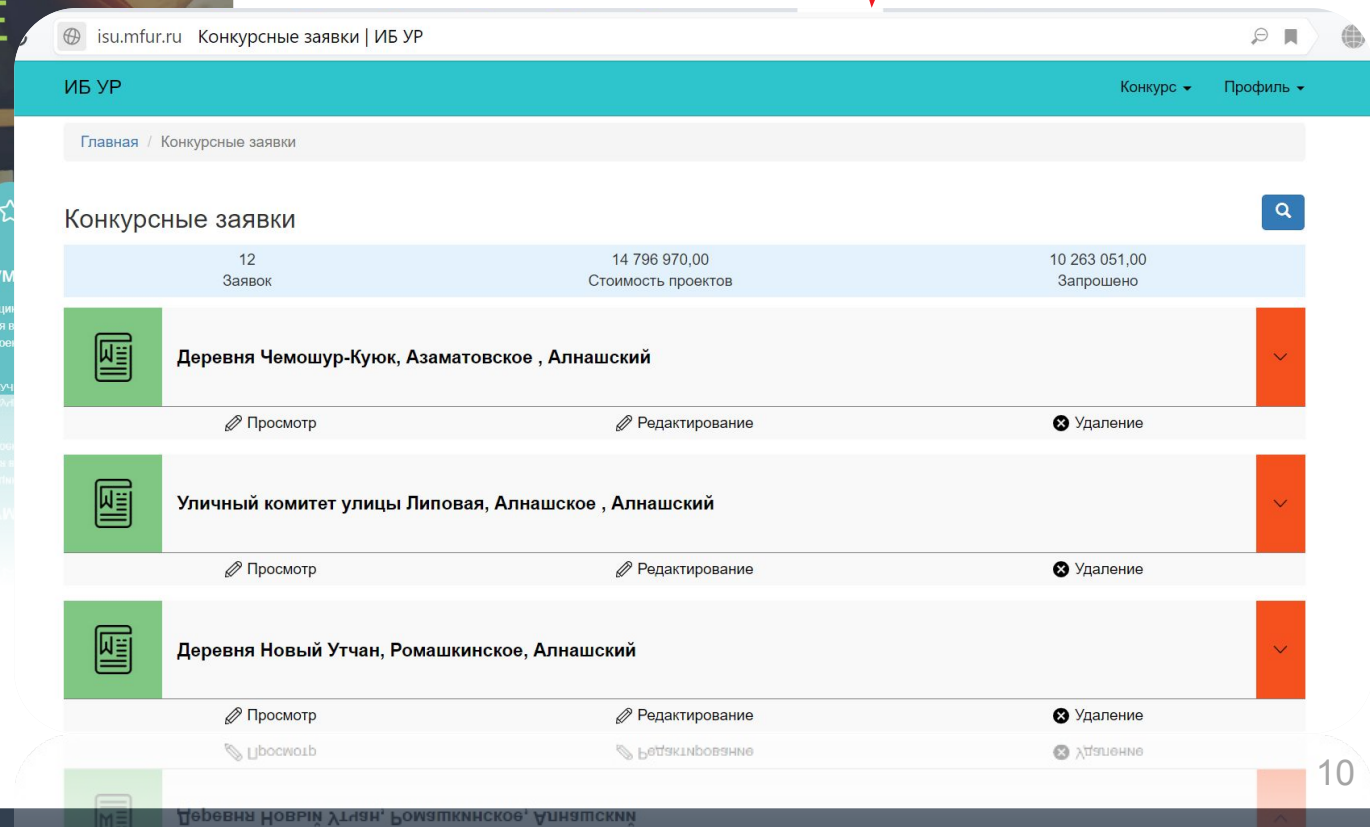 isu.mfur.ru Конкурсные заявки | ИБ УР
ИБ УР Конкурс Профиль
Главная / Конкурсные заявки
Конкурсные заявки
12 14 796 970,00 10 263 051,00
Заявок Стоимость проектов Запрошено
Деревня Чемошур-Куюк, Азаматовское , Алнашский
Просмотр Редактирование Удаление
Уличный комитет улицы Липовая, Алнашское , Алнашский
Просмотр Редактирование Удаление
Деревня Новый Утчан, Ромашкинское, Алнашский
Просмотр Редактирование Удаление
10